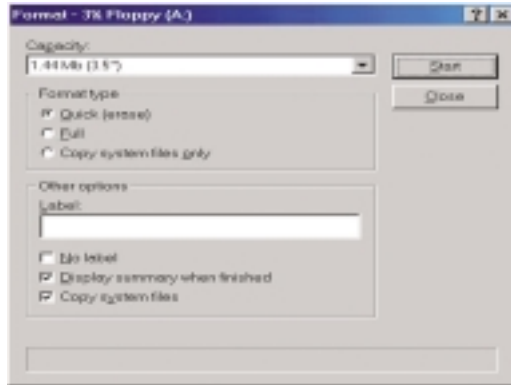 Format - 3½ Floppy (A:)
Capacity:
1.44 Mb (3.5")
Start
Close
Format type
Quick (erase)
Full
Copy system files only
Other options
Label:
No label
Display summary when finished
Copy system files